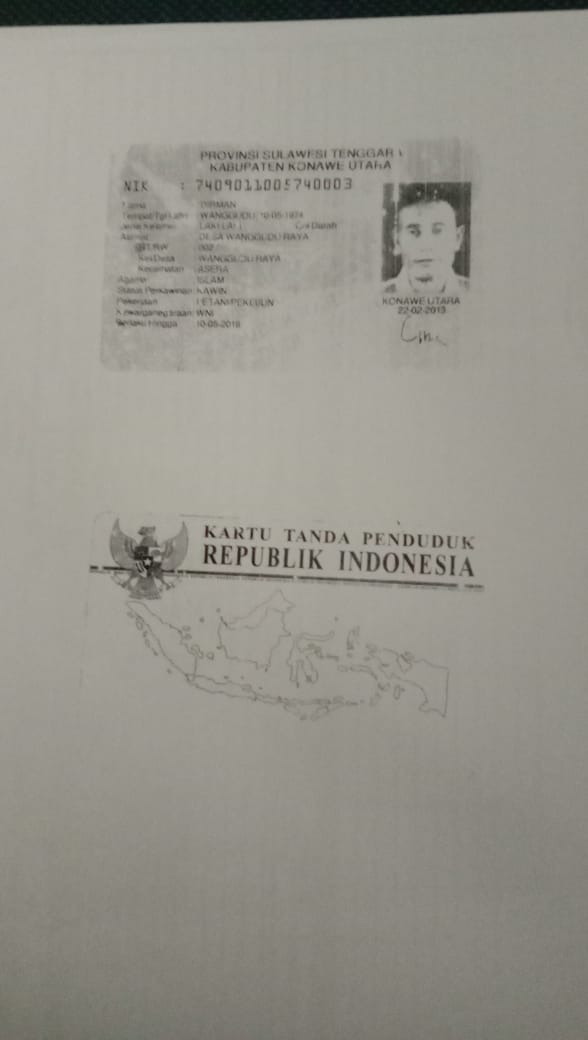 PROVINSI SULAWESI TENGGAR
KABUPATEN KONAWE UTARA
NIK : 7409011005740003
Nama DIRMAN
Tempat/Tgl Lahir WANGGUDU, 10-05-1974
Jenis Kelamin LAKI-LAKI Gol Darah
Alamat DESA WANGGUDU RAYA
RT/RW 002
Kel/Desa WANGGUDU RAYA
Kecamatan ASERA
Agama ISLAM
Status Perkawinan KAWIN
Pekerjaan PETANI/PEKEBUN
Kewarganegaraan WNI
Berlaku Hingga 10-05-2018
KONAWE UTARA
22-02-2013
KARTU TANDA PENDUDUK
REPUBLIK INDONESIA